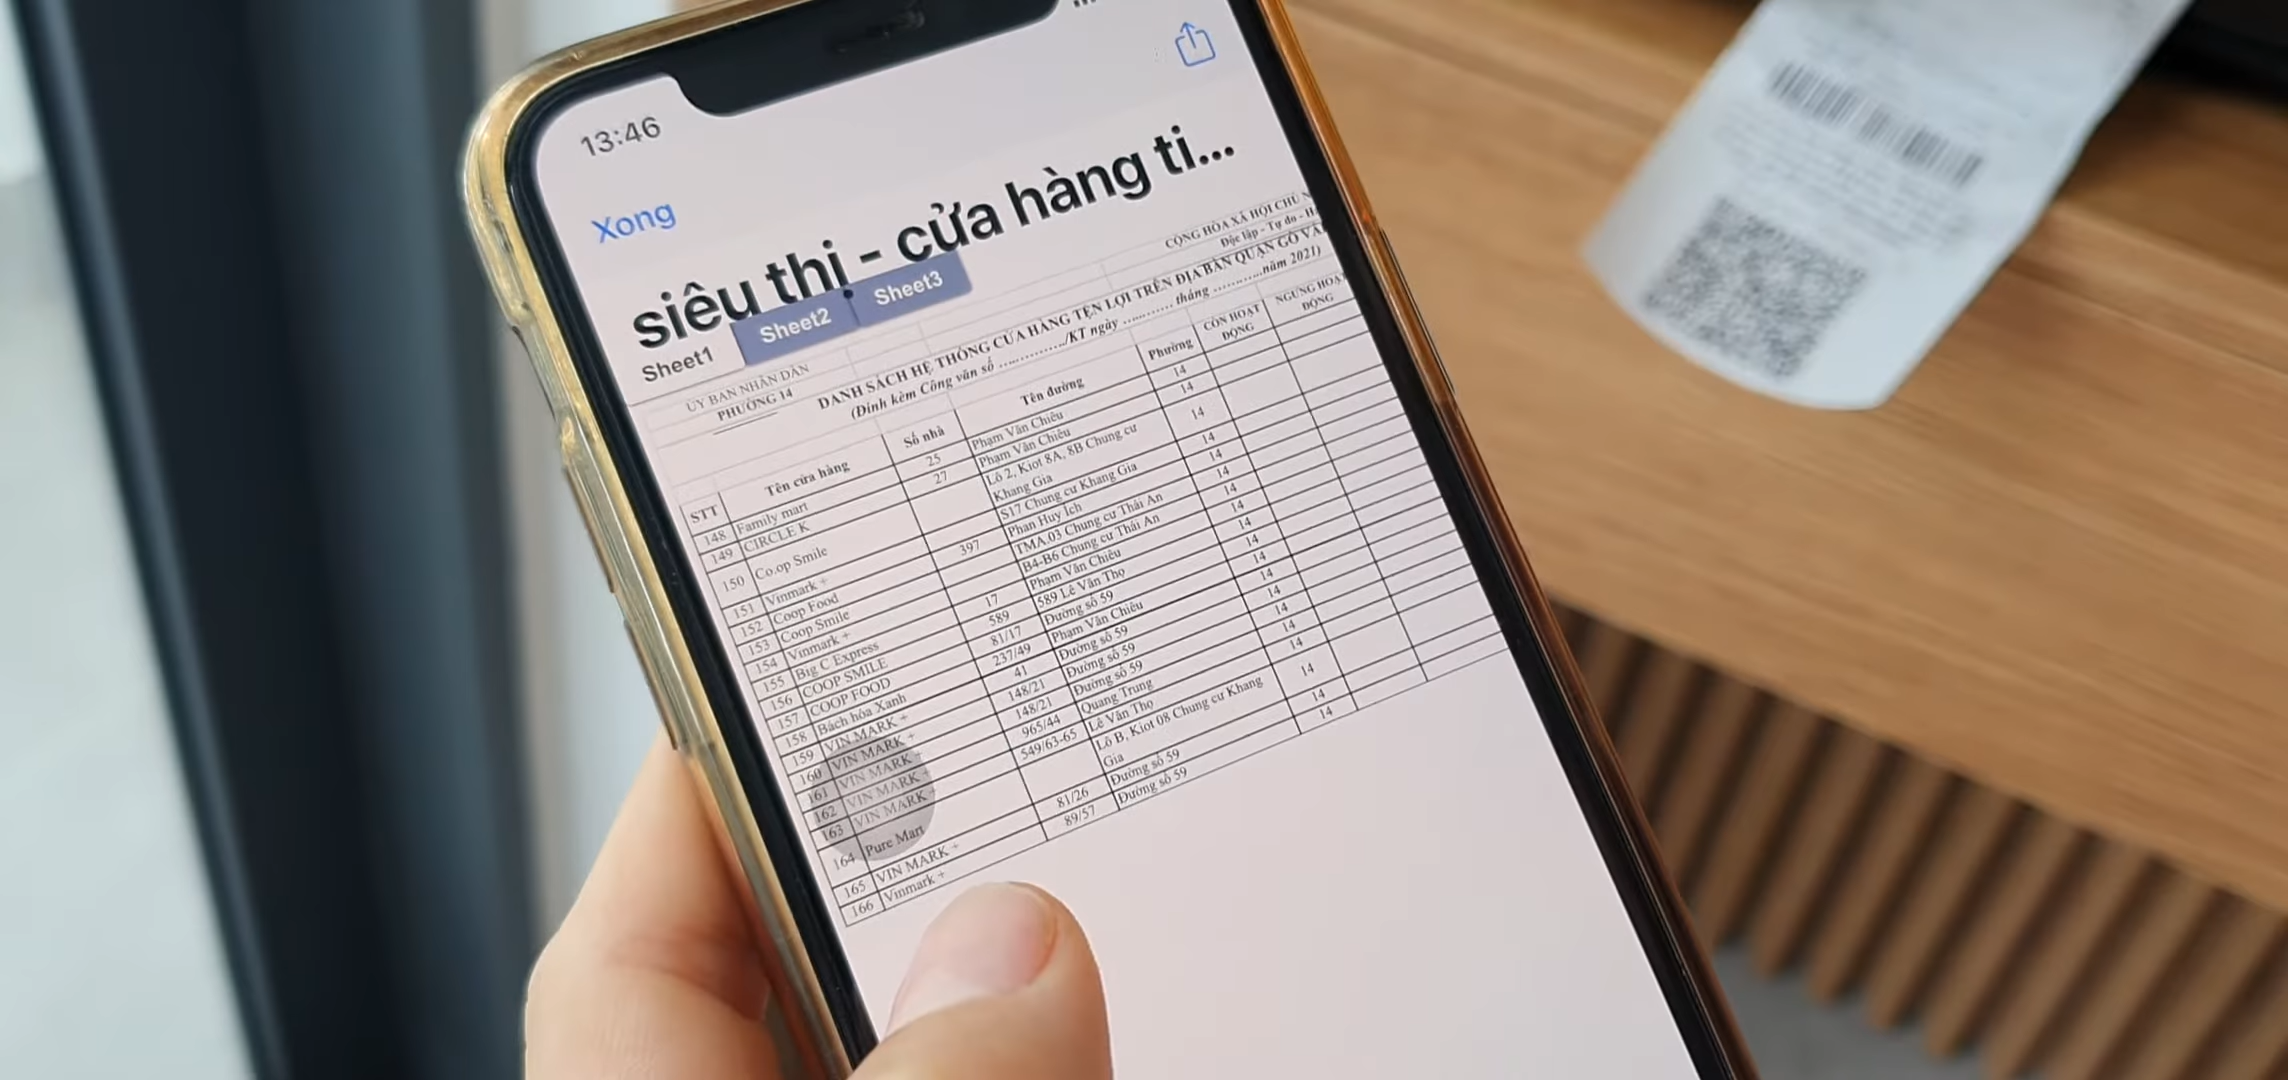 13:46
Xong
siêu thị - cửa hàng ti...
Sheet1 Sheet2 Sheet3
ỦY BAN NHÂN DÂN
PHƯỜNG 14
CỘNG HÒA XÃ HỘI CHỦ
Độc lập - Tự do -
DANH SÁCH HỆ THỐNG CỬA HÀNG TỆN LỢI TRÊN ĐỊA BÀN QUẬN GÒ
(Đính kèm Công văn số ................/KT ngày ............ tháng ............năm 2021)
STT Tên cửa hàng Số nhà Tên đường Phường CÒN HOẠT ĐỘNG NGƯNG HOẠT ĐỘNG
148 Family mart 25 Phạm Văn Chiêu 14
149 CIRCLE K 27 Phạm Văn Chiêu 14
150 Co.op Smile Lô 2, Kiot 8A, 8B Chung cư Khang Gia 14
151 Vinmark + S17 Chung cư Khang Gia 14
152 Coop Food 397 Phan Huy Ích 14
153 Coop Smile TMA.03 Chung cư Thái An 14
154 Vinmark + B4-B6 Chung cư Thái An 14
155 Big C Express 17 Phạm Văn Chiêu 14
156 COOP SMILE 589 589 Lê Văn Thọ 14
157 COOP FOOD 81/17 Đường số 59 14
158 Bách hóa Xanh 237/49 Phạm Văn Chiêu 14
159 VIN MARK + 41 Đường số 59 14
160 VIN MARK + 148/21 Đường số 59 14
161 VIN MARK + 148/21 Đường số 59 14
162 VIN MARK + 965/44 Quang Trung 14
163 VIN MARK + 549/63-65 Lê Văn Thọ 14
164 Pure Mart Lô B, Kiot 08 Chung cư Khang Gia 14
165 VIN MARK + 81/26 Đường số 59 14
166 Vinmark + 89/57 Đường số 59 14